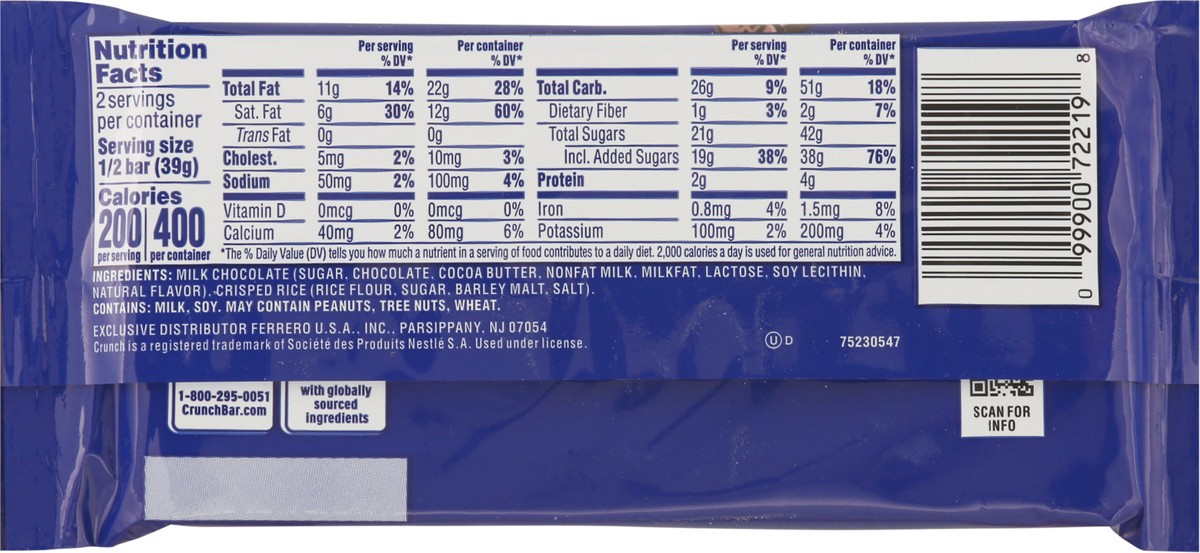 Nutrition
Facts
2 servings
per container
Serving size
1/2 bar (39g)
Calories
200 400
per serving per container
Per serving Per container
% DV* % DV*
Total Fat 11g 14% 22g 28%
Sat. Fat 6g 30% 12g 60%
Trans Fat 0g 0g
Cholest. 5mg 2% 10mg 3%
Sodium 50mg 2% 100mg 4%
Vitamin D 0mcg 0% 0mcg 0%
Calcium 40mg 2% 80mg 6%
Per serving Per container
% DV* % DV*
Total Carb. 26g 9% 51g 18%
Dietary Fiber 1g 3% 2g 7%
Total Sugars 21g 42g
Incl. Added Sugars 19g 38% 38g 76%
Protein 2g 4g
Iron 0.8mg 4% 1.5mg 8%
Potassium 100mg 2% 200mg 4%
*The % Daily Value (DV) tells you how much a nutrient in a serving of food contributes to a daily diet. 2,000 calories a day is used for general nutrition advice.
INGREDIENTS: MILK CHOCOLATE (SUGAR, CHOCOLATE, COCOA BUTTER, NONFAT MILK, MILKFAT, LACTOSE, SOY LECITHIN,
NATURAL FLAVOR), CRISPED RICE (RICE FLOUR, SUGAR, BARLEY MALT, SALT).
CONTAINS: MILK, SOY. MAY CONTAIN PEANUTS, TREE NUTS, WHEAT.
EXCLUSIVE DISTRIBUTOR FERRERO U.S.A., INC., PARSIPPANY, NJ 07054
Crunch is a registered trademark of Société des Produits Nestlé S.A. Used under license.
U D
75230547
0 99900 72219 8
1-800-295-0051
CrunchBar.com
with globally
sourced
ingredients
SCAN FOR
INFO